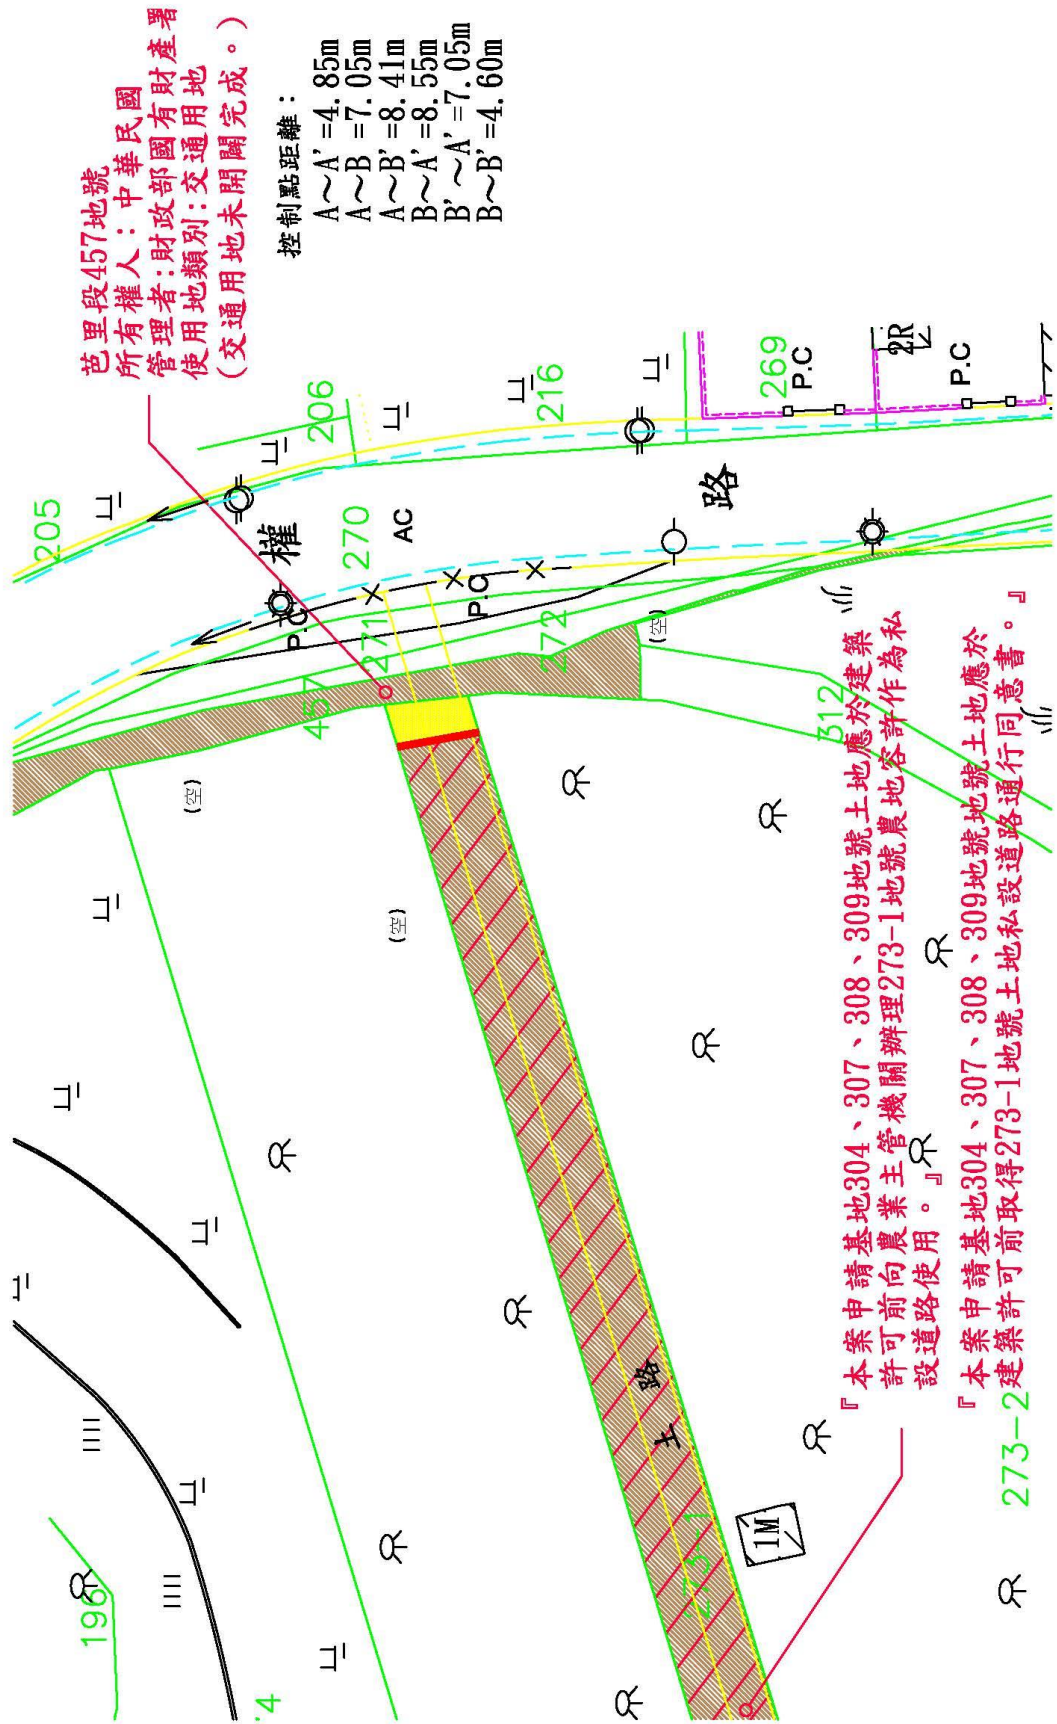 芭里段457地號
所有權人：中華民國
管理者:財政部國有財產署
使用地類別:交通用地
(交通用地未開闢完成。)
控制點距離：
A～A'=4.85m
A～B =7.05m
A～B'=8.41m
B～A'=8.55m
B'～A'=7.05m
B～B'=4.60m
205
206
216
269
P.C
2R
P.C
權
路
270
AC
P.C
P.C
271
272
457
312
(空)
(空)
(空)
土路
273-1
1M
196
273-2
『本案申請基地304、307、308、309地號土地應於建築
許可前向農業主管機關辦理273-1地號農地容許作為私
設道路使用。』
『本案申請基地304、307、308、309地號地號土地應於
建築許可前取得273-1地號土地私設道路通行同意書。』